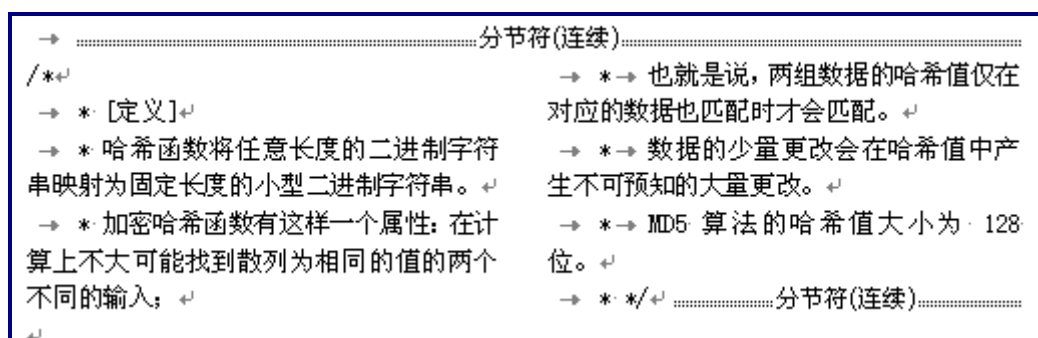 分节符(连续)
/*
* [定义]
* 哈希函数将任意长度的二进制字符
串映射为固定长度的小型二进制字符串。
* 加密哈希函数有这样一个属性：在计
算上不大可能找到散列为相同的值的两个
不同的输入；
* 也就是说，两组数据的哈希值仅在
对应的数据也匹配时才会匹配。
* 数据的少量更改会在哈希值中产
生不可预知的大量更改。
* MD5 算法的哈希值大小为 128
位。
* */ 分节符(连续)